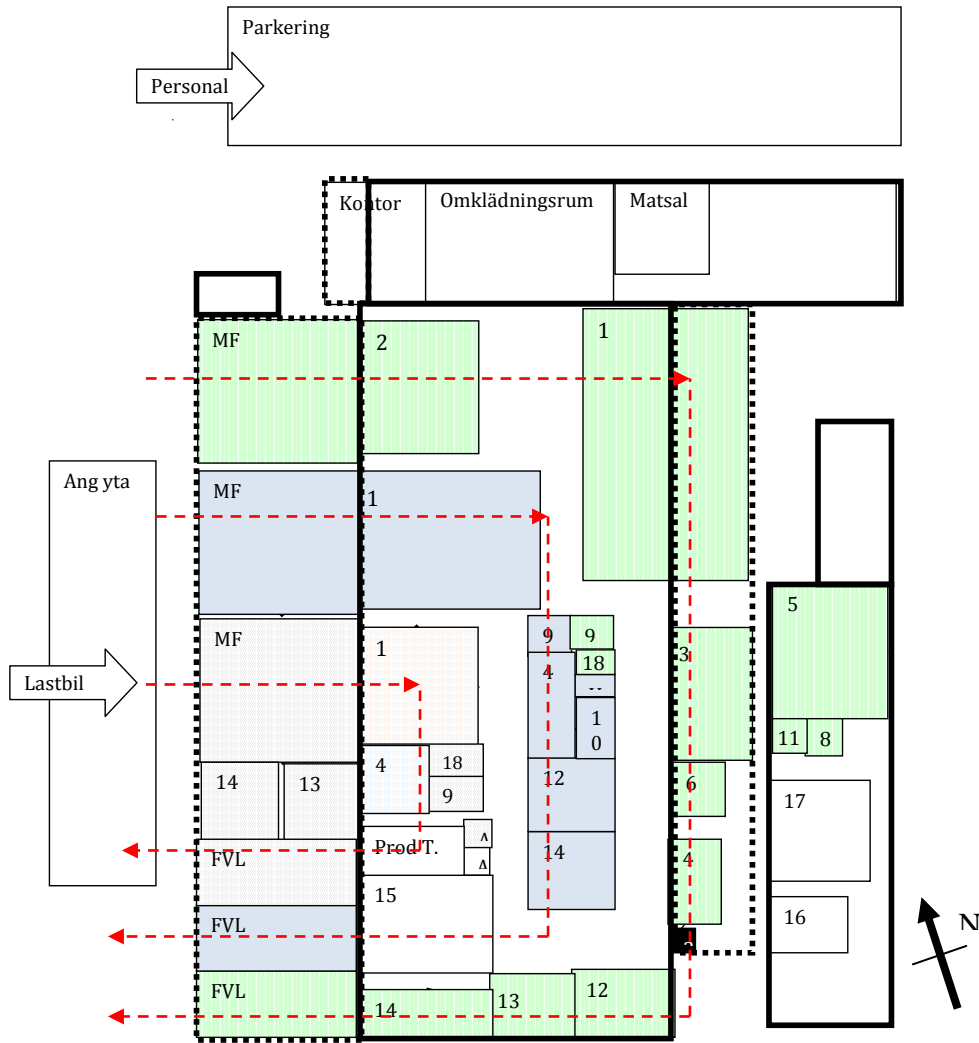 Parkering
Personal
Kontor
Omklädningsrum
Matsal
MF
2
1
Ang yta
MF
1
5
MF
1
9
9
18
4
3
Lastbil
1
0
11
8
4
18
14
13
9
12
6
17
Prod T.
FVL
14
4
15
16
FVL
N
FVL
14
13
12